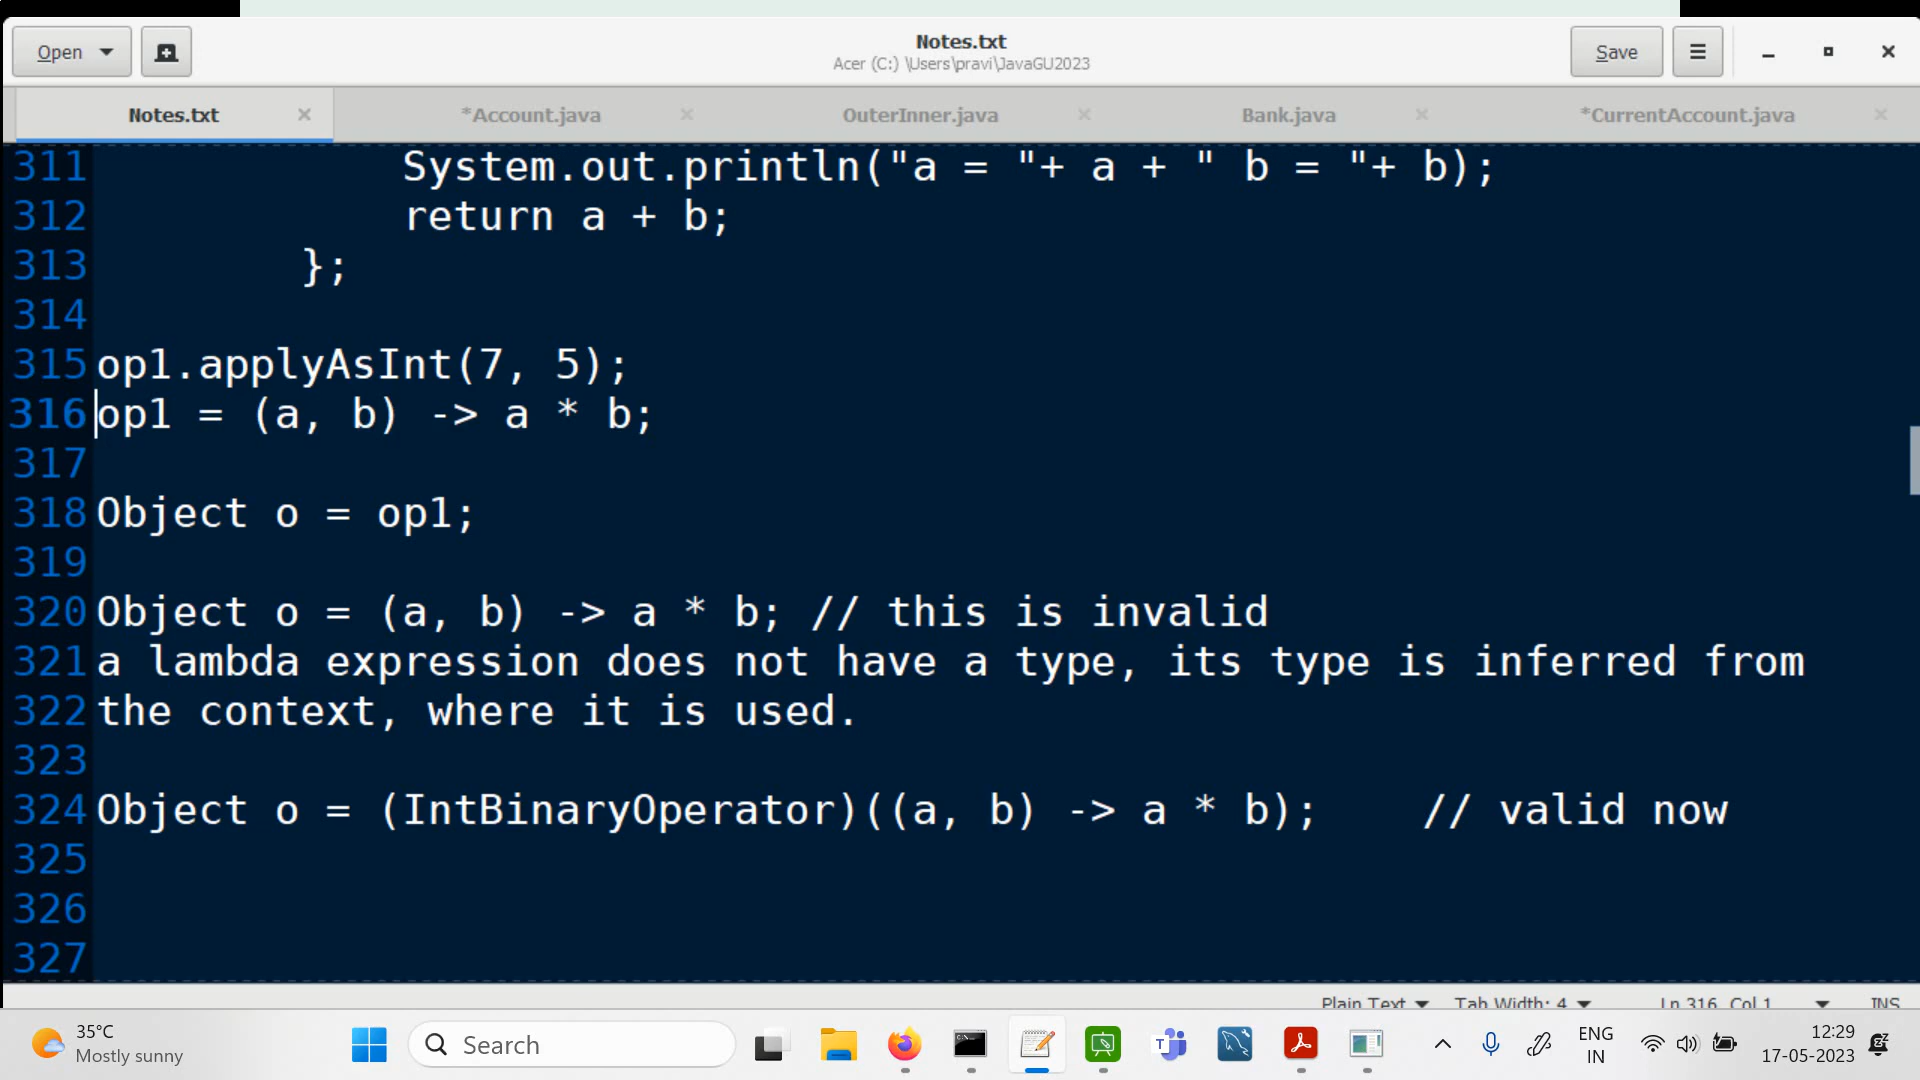 Open
Notes.txt
Acer (C:) \Users\pravi\JavaGU2023
Save
Notes.txt
*Account.java
OuterInner.java
Bank.java
*CurrentAccount.java
311 System.out.println("a = "+ a + " b = "+ b);
312 return a + b;
313 };
314
315 op1.applyAsInt(7, 5);
316 op1 = (a, b) -> a * b;
317
318 Object o = op1;
319
320 Object o = (a, b) -> a * b; // this is invalid
321 a lambda expression does not have a type, its type is inferred from
322 the context, where it is used.
323
324 Object o = (IntBinaryOperator)((a, b) -> a * b); // valid now
325
326
327
Plain Text Tab Width: 4 Ln 316, Col 1 INS
35°C
Mostly sunny
Search
ENG
IN
12:29
17-05-2023